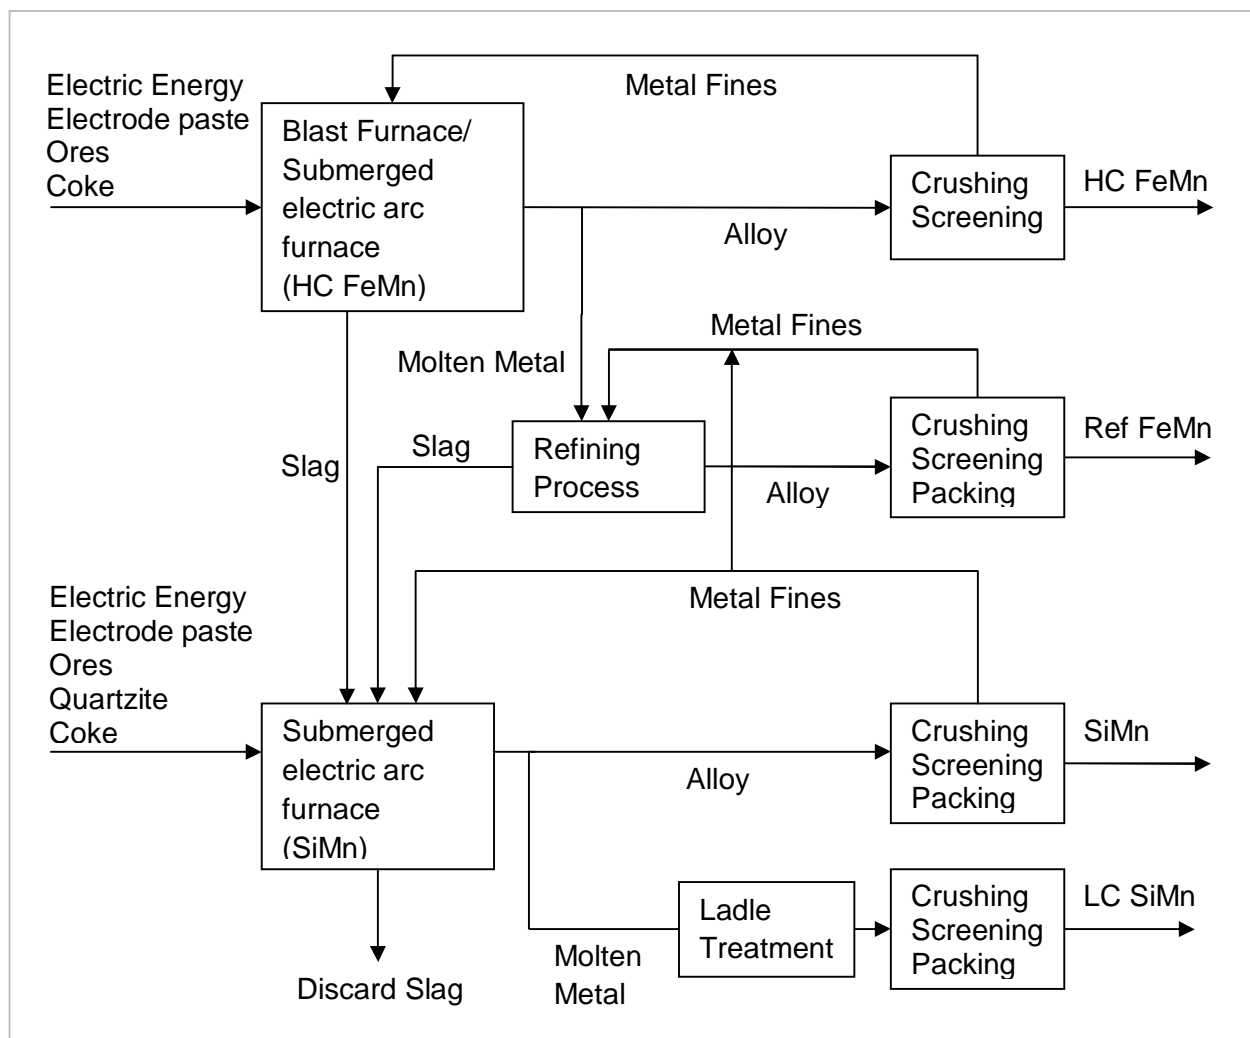 Metal Fines
Electric Energy
Electrode paste
Ores
Coke
Blast Furnace/
Submerged
electric arc
furnace
(HC FeMn)
Crushing
Screening
HC FeMn
Alloy
Metal Fines
Molten Metal
Slag
Slag
Refining
Process
Alloy
Crushing
Screening
Packing
Ref FeMn
Electric Energy
Electrode paste
Ores
Quartzite
Coke
Metal Fines
Submerged
electric arc
furnace
(SiMn)
Alloy
Crushing
Screening
Packing
SiMn
Molten
Metal
Ladle
Treatment
Crushing
Screening
Packing
LC SiMn
Discard Slag